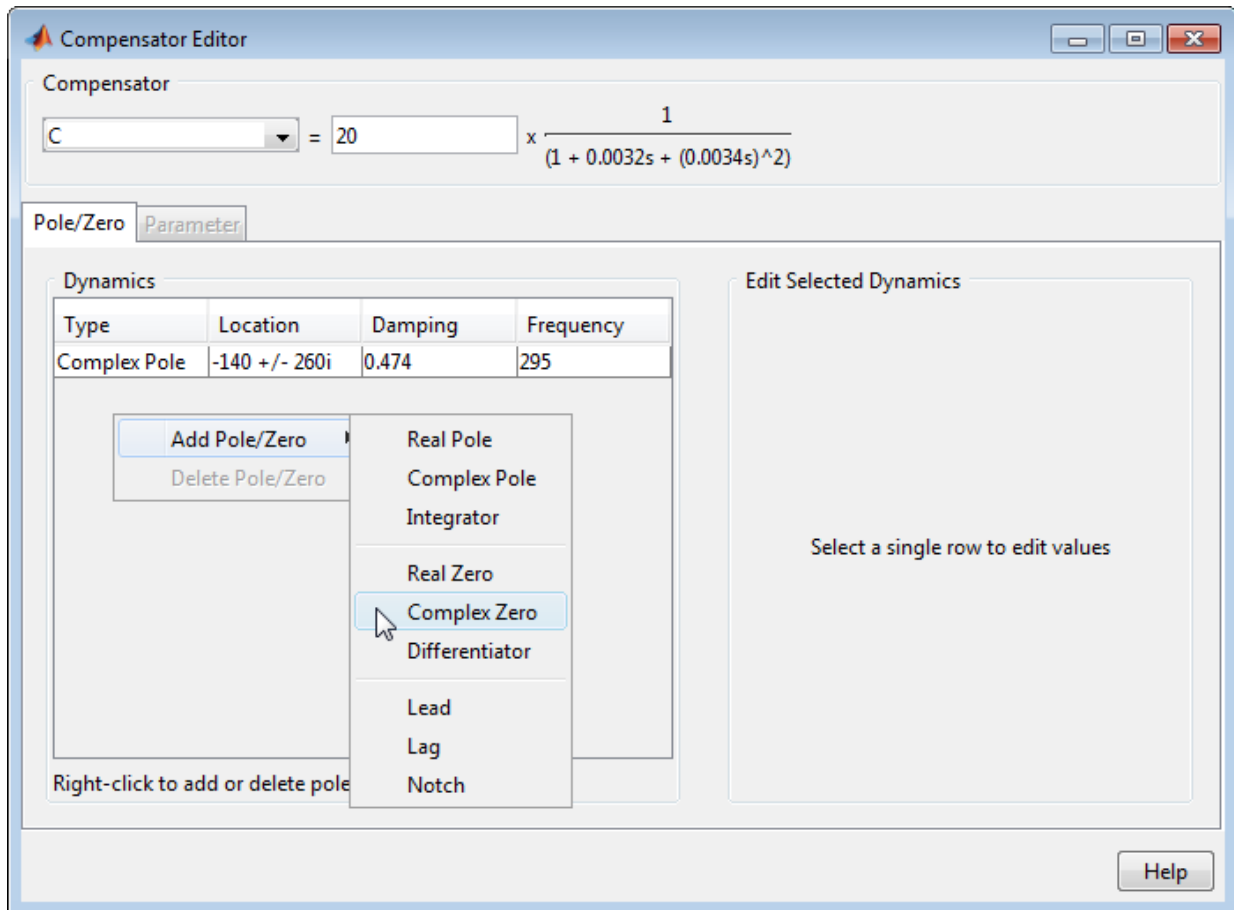 Compensator Editor
Compensator
C = 20 x 1
(1 + 0.0032s + (0.0034s)^2)
Pole/Zero Parameter
Dynamics
Type Location Damping Frequency
Complex Pole -140 +/- 260i 0.474 295
Add Pole/Zero
Delete Pole/Zero
Real Pole
Complex Pole
Integrator
Real Zero
Complex Zero
Differentiator
Lead
Lag
Notch
Right-click to add or delete pole
Edit Selected Dynamics
Select a single row to edit values
Help